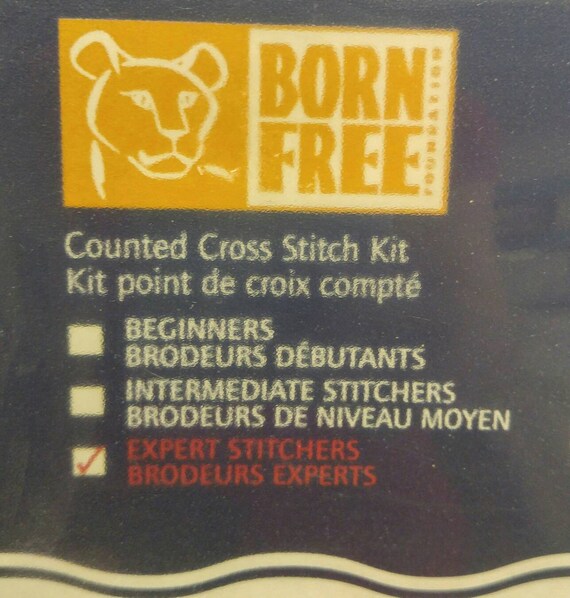 BORN
FREE
FOUNDATION
Counted Cross Stitch Kit
Kit point de croix compté
BEGINNERS
BRODEURS DÉBUTANTS
INTERMEDIATE STITCHERS
BRODEURS DE NIVEAU MOYEN
EXPERT STITCHERS
BRODEURS EXPERTS